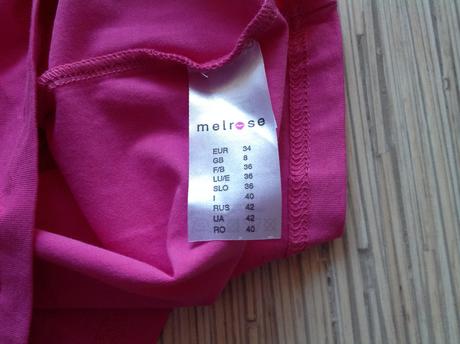 melrose
EUR 34
GB 8
F/B 36
LU/E 36
SLO 36
I 40
RUS 42
UA 42
RO 40